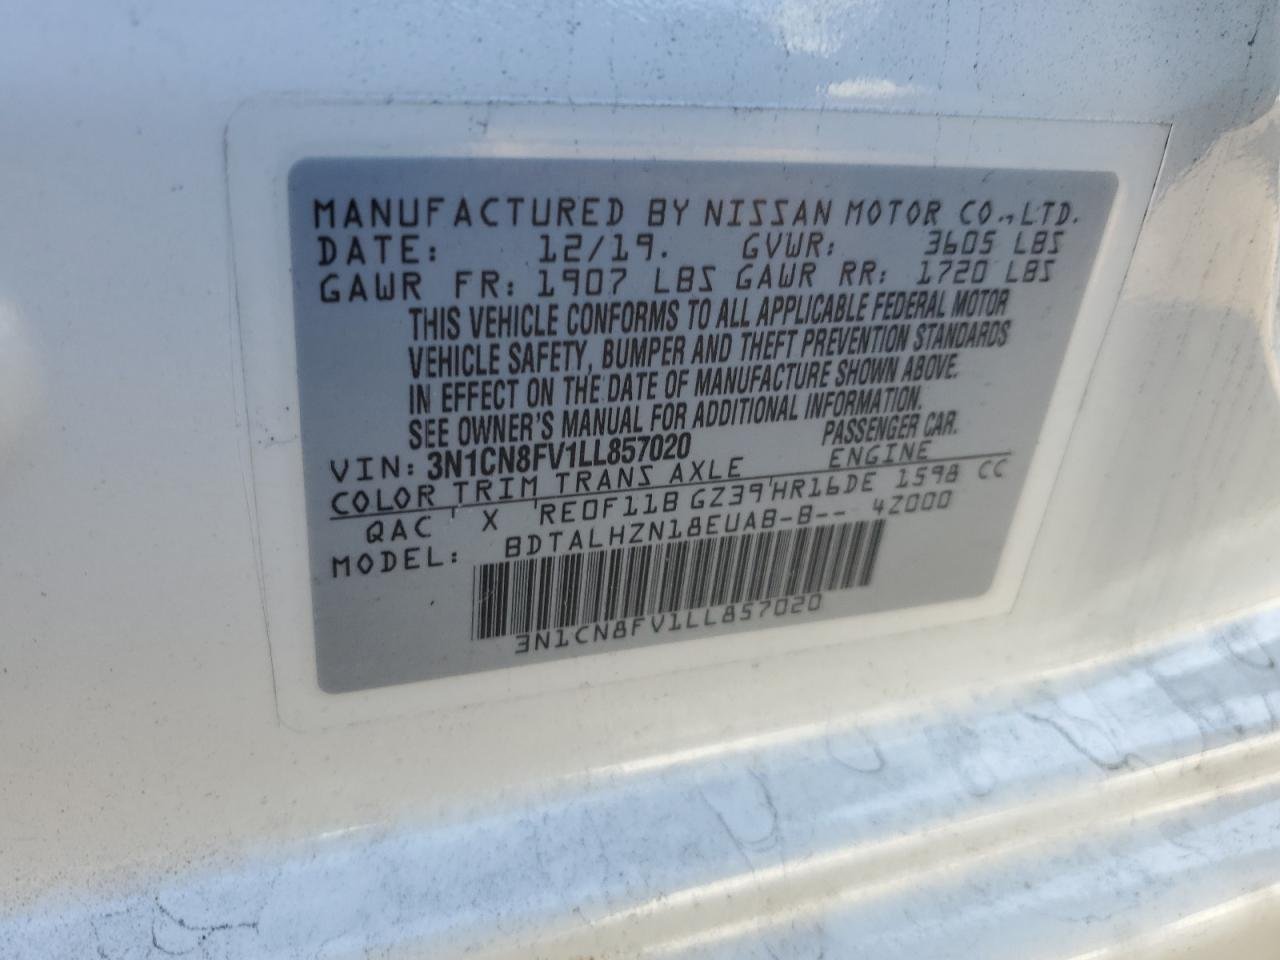 MANUFACTURED BY NISSAN MOTOR CO., LTD.
DATE: 12/19. GVWR: 3605 LBS
GAWR FR: 1907 LBS GAWR RR: 1720 LBS
THIS VEHICLE CONFORMS TO ALL APPLICABLE FEDERAL MOTOR
VEHICLE SAFETY, BUMPER AND THEFT PREVENTION STANDARDS
IN EFFECT ON THE DATE OF MANUFACTURE SHOWN ABOVE.
SEE OWNER'S MANUAL FOR ADDITIONAL INFORMATION.
VIN: 3N1CN8FV1LL857020 PASSENGER CAR.
COLOR TRIM TRANS AXLE ENGINE
QAC X RE0F11B GZ39 HR16DE 1598 CC
MODEL: BDTALHZN18EUAB-B-- 4Z000
3N1CN8FV1LL857020